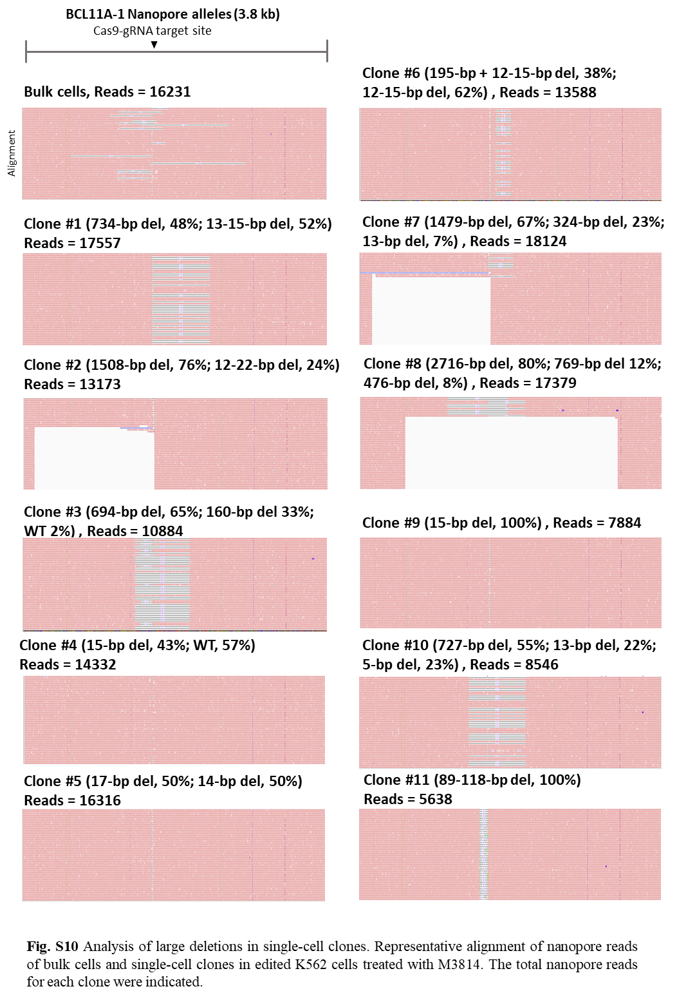 BCL11A-1 Nanopore alleles (3.8 kb)
Cas9-gRNA target site
Bulk cells, Reads = 16231
Alignment
Clone #1 (734-bp del, 48%; 13-15-bp del, 52%)
Reads = 17557
Clone #2 (1508-bp del, 76%; 12-22-bp del, 24%)
Reads = 13173
Clone #3 (694-bp del, 65%; 160-bp del 33%;
WT 2%) , Reads = 10884
Clone #4 (15-bp del, 43%; WT, 57%)
Reads = 14332
Clone #5 (17-bp del, 50%; 14-bp del, 50%)
Reads = 16316
Clone #6 (195-bp + 12-15-bp del, 38%;
12-15-bp del, 62%) , Reads = 13588
Clone #7 (1479-bp del, 67%; 324-bp del, 23%;
13-bp del, 7%) , Reads = 18124
Clone #8 (2716-bp del, 80%; 769-bp del 12%;
476-bp del, 8%) , Reads = 17379
Clone #9 (15-bp del, 100%) , Reads = 7884
Clone #10 (727-bp del, 55%; 13-bp del, 22%;
5-bp del, 23%) , Reads = 8546
Clone #11 (89-118-bp del, 100%)
Reads = 5638
Fig. S10 Analysis of large deletions in single-cell clones. Representative alignment of nanopore reads
of bulk cells and single-cell clones in edited K562 cells treated with M3814. The total nanopore reads
for each clone were indicated.